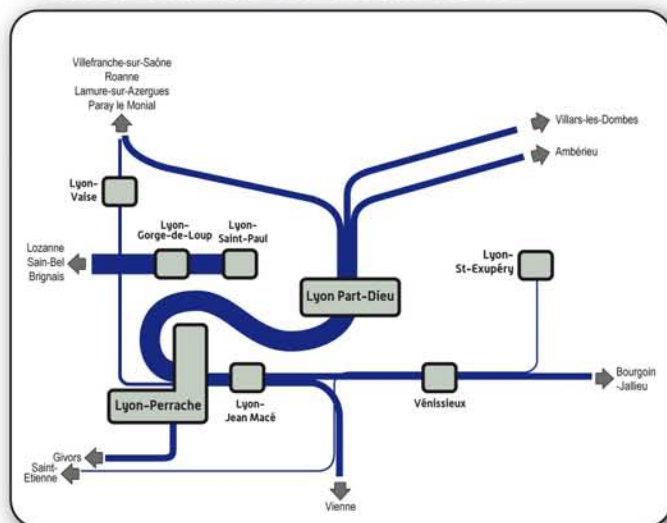 Villefranche-sur-Saône
Roanne
Lamure-sur-Azergues
Paray le Monial
Villars-les-Dombes
Ambérieu
Lyon-
Vaise
Lyon-
Gorge-de-Loup
Lyon-
Saint-Paul
Lozanne
Sain-Bel
Brignais
Lyon-
St-Exupéry
Lyon Part-Dieu
Bourgoin
-Jallieu
Lyon-Perrache
Lyon-
Jean Macé
Vénissieux
Givors
Saint-
Etienne
Vienne